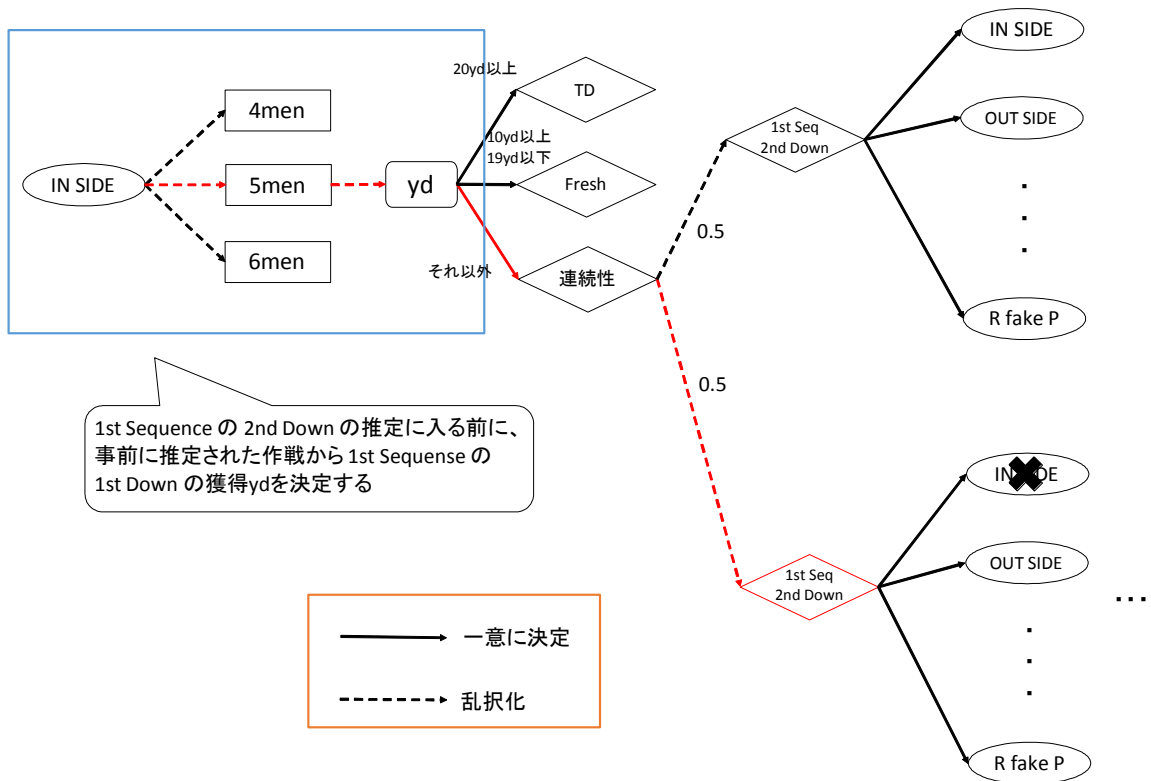 IN SIDE
4men
5men
6men
yd
20yd以上
10yd以上
19yd以下
それ以外
TD
Fresh
連続性
0.5
0.5
1st Seq
2nd Down
IN SIDE
OUT SIDE
.
.
.
R fake P
1st Sequence の 2nd Down の推定に入る前に、
事前に推定された作戦から 1st Sequense の
1st Down の獲得ydを決定する
1st Seq
2nd Down
IN SIDE
OUT SIDE
.
.
.
R fake P
…
一意に決定
乱択化